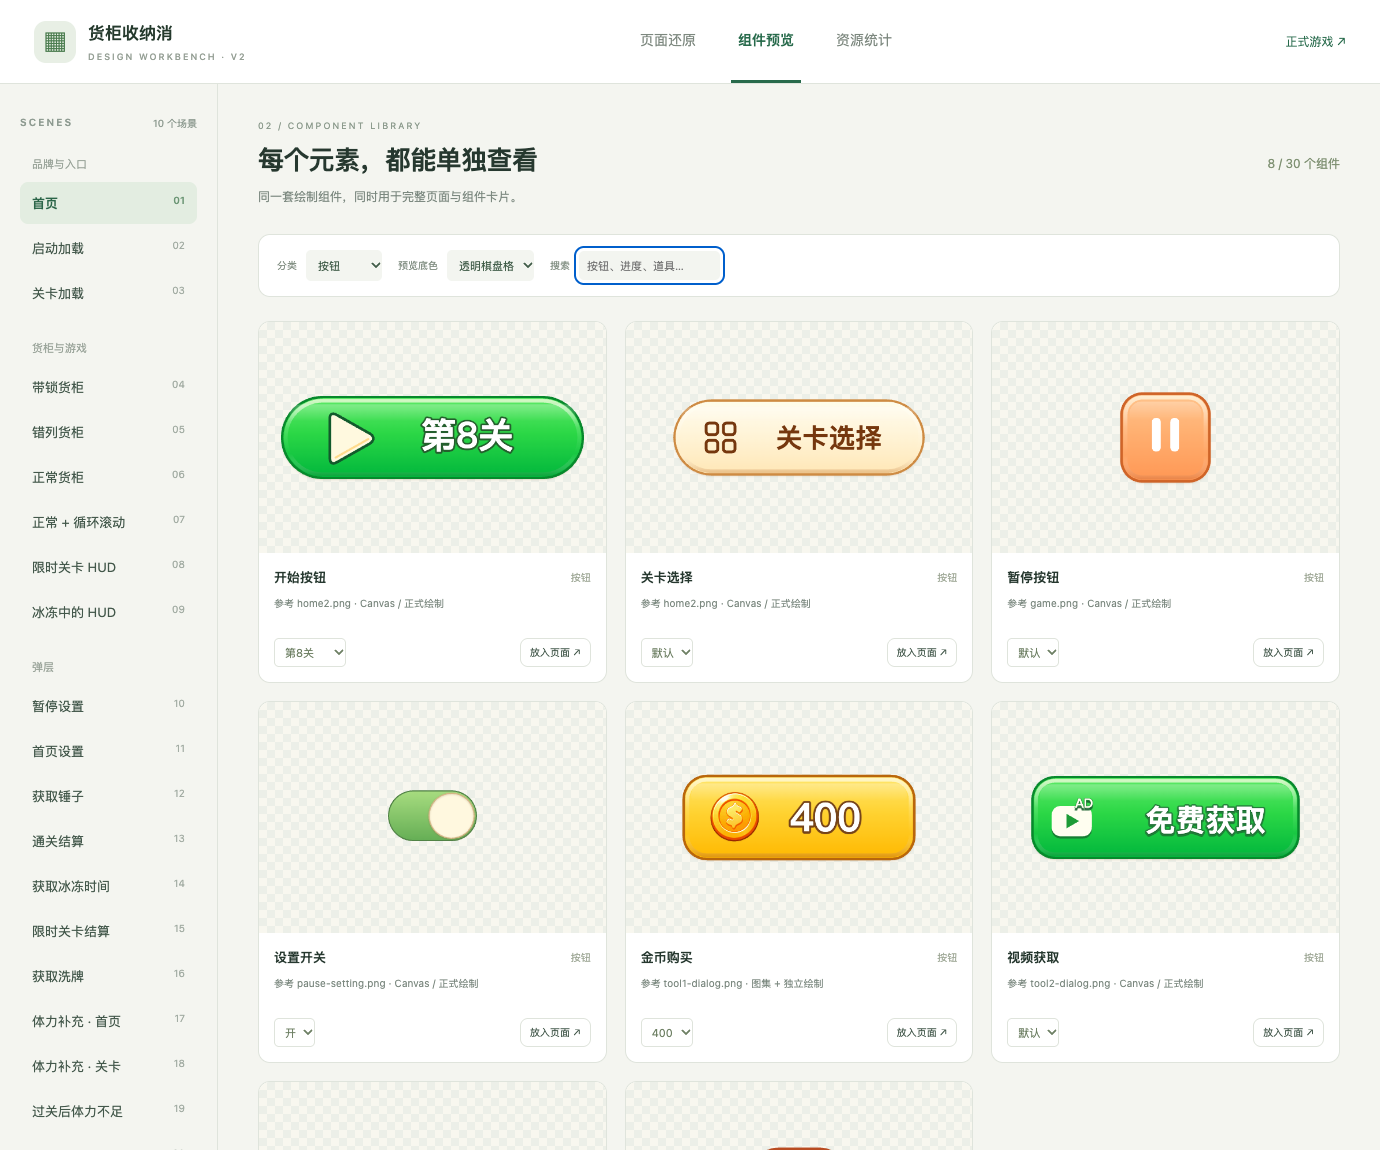 货柜收纳消
DESIGN WORKBENCH · V2
页面还原
组件预览
资源统计
正式游戏 ↗
SCENES
10 个场景
品牌与入口
首页 01
启动加载 02
关卡加载 03
货柜与游戏
带锁货柜 04
错列货柜 05
正常货柜 06
正常 + 循环滚动 07
限时关卡 HUD 08
冰冻中的 HUD 09
弹层
暂停设置 10
首页设置 11
获取锤子 12
通关结算 13
获取冰冻时间 14
限时关卡结算 15
获取洗牌 16
体力补充 · 首页 17
体力补充 · 关卡 18
过关后体力不足 19
02 / COMPONENT LIBRARY
每个元素，都能单独查看
8 / 30 个组件
同一套绘制组件，同时用于完整页面与组件卡片。
分类 按钮 预览底色 透明棋盘格 搜索 按钮、进度、道具...
第8关
开始按钮 按钮
参考 home2.png · Canvas / 正式绘制
第8关 放入页面 ↗
关卡选择
关卡选择 按钮
参考 home2.png · Canvas / 正式绘制
默认 放入页面 ↗
暂停按钮 按钮
参考 game.png · Canvas / 正式绘制
默认 放入页面 ↗
设置开关 按钮
参考 pause-setting.png · Canvas / 正式绘制
开 放入页面 ↗
$ 400
金币购买 按钮
参考 tool1-dialog.png · 图集 + 独立绘制
400 放入页面 ↗
AD 免费获取
视频获取 按钮
参考 tool2-dialog.png · Canvas / 正式绘制
默认 放入页面 ↗